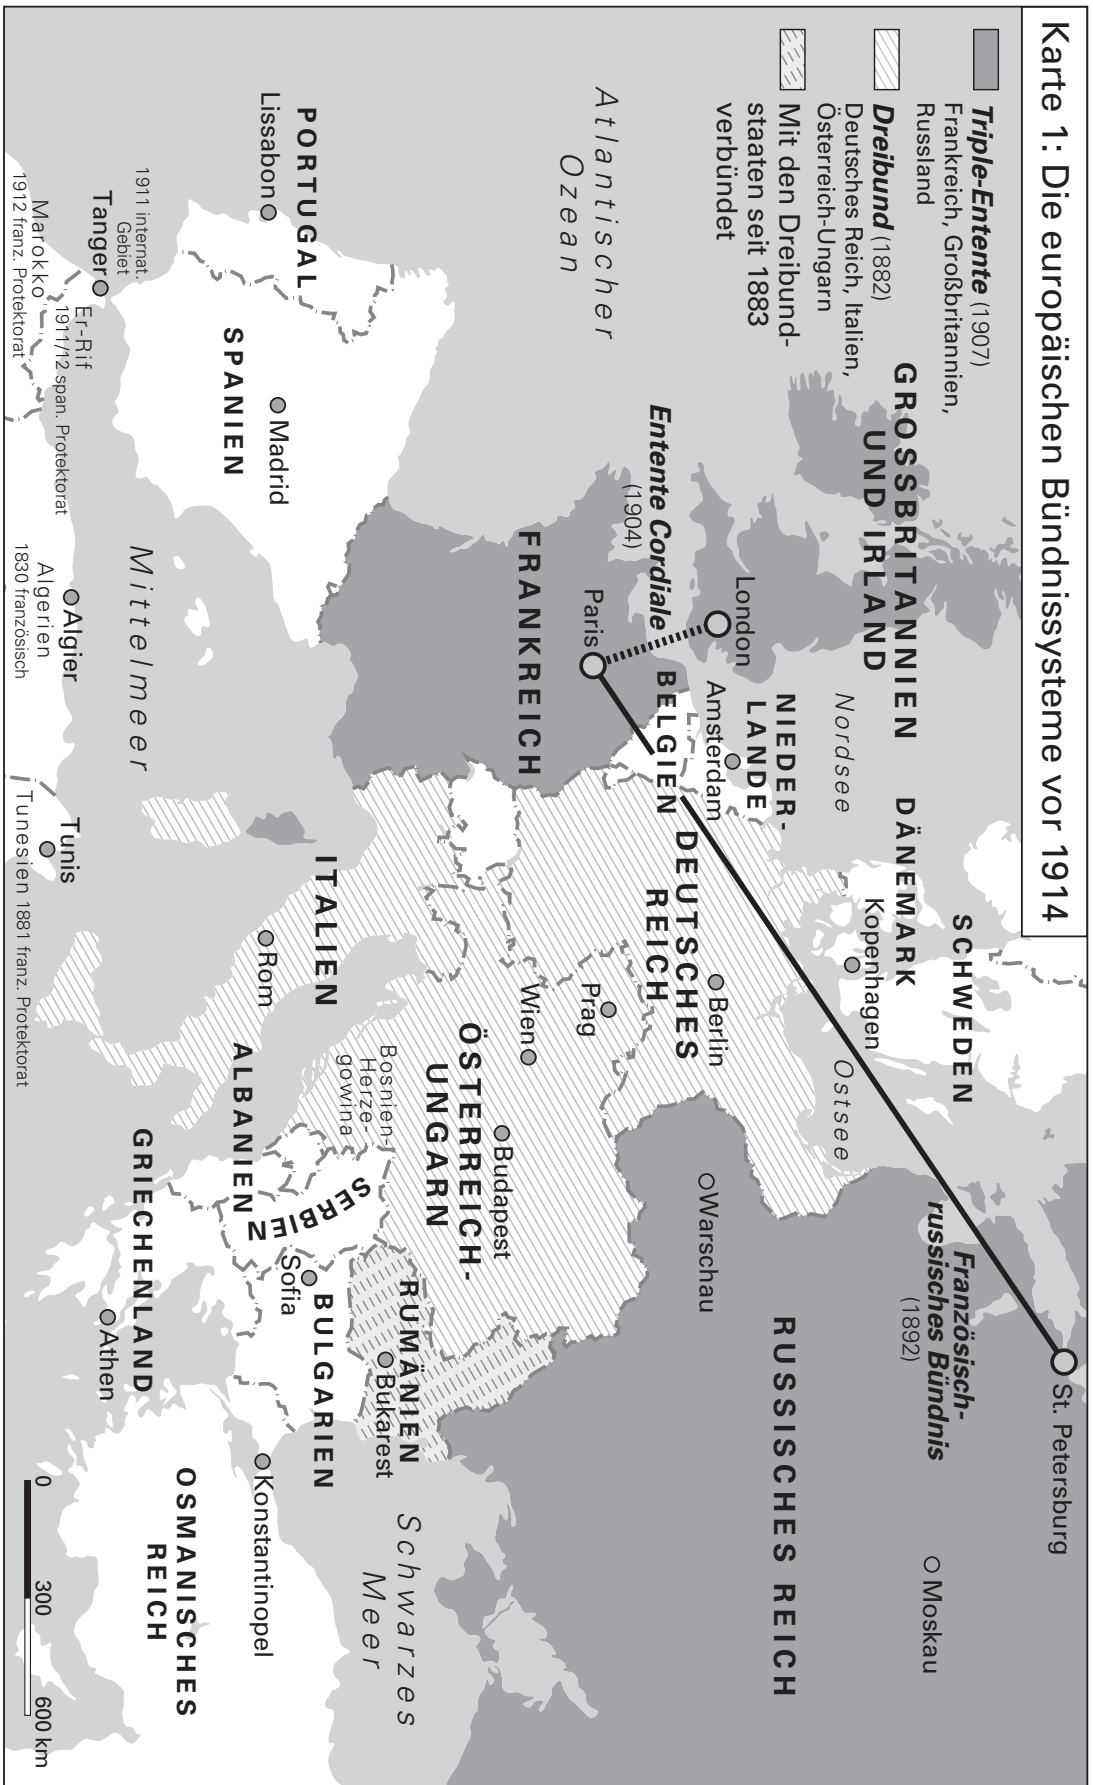 Karte 1: Die europäischen Bündnissysteme vor 1914
Triple-Entente (1907)
Frankreich, Großbritannien,
Russland
Dreibund (1882)
Deutsches Reich, Italien,
Österreich-Ungarn
Mit den Dreibund-
staaten seit 1883
verbündet
Atlantischer
Ozean
GROSSBRITANNIEN
UND IRLAND
London
Entente Cordiale
(1904)
Paris
FRANKREICH
Nordsee
NIEDER-
LANDE
Amsterdam
BELGIEN
DÄNEMARK
Kopenhagen
SCHWEDEN
Ostsee
DEUTSCHES
REICH
Berlin
Prag
Wien
ÖSTERREICH-
UNGARN
Budapest
Bosnien-
Herze-
gowina
St. Petersburg
Französisch-
russisches Bündnis
(1892)
Moskau
Warschau
RUSSISCHES REICH
PORTUGAL
Lissabon
SPANIEN
Madrid
1911 internat.
Gebiet
Tanger
Er-Rif
1911/12 span. Protektorat
Marokko
1912 franz. Protektorat
Mittelmeer
Algier
Algerien
1830 französisch
Tunis
Tunesien 1881 franz. Protektorat
ITALIEN
Rom
ALBANIEN
SERBIEN
GRIECHENLAND
Athen
Sofia
BULGARIEN
RUMÄNIEN
Bukarest
Schwarzes
Meer
Konstantinopel
OSMANISCHES
REICH
0 300 600 km